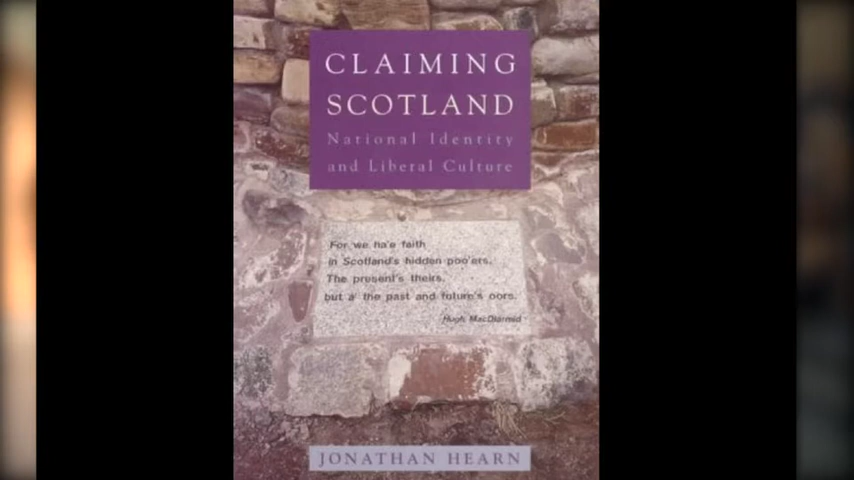 CLAIMING
SCOTLAND
National Identity
and Liberal Culture
For we ha'e faith
in Scotland's hidden poo'ers,
The present's theirs,
but a' the past and future's oors.
Hugh MacDiarmid
JONATHAN HEARN